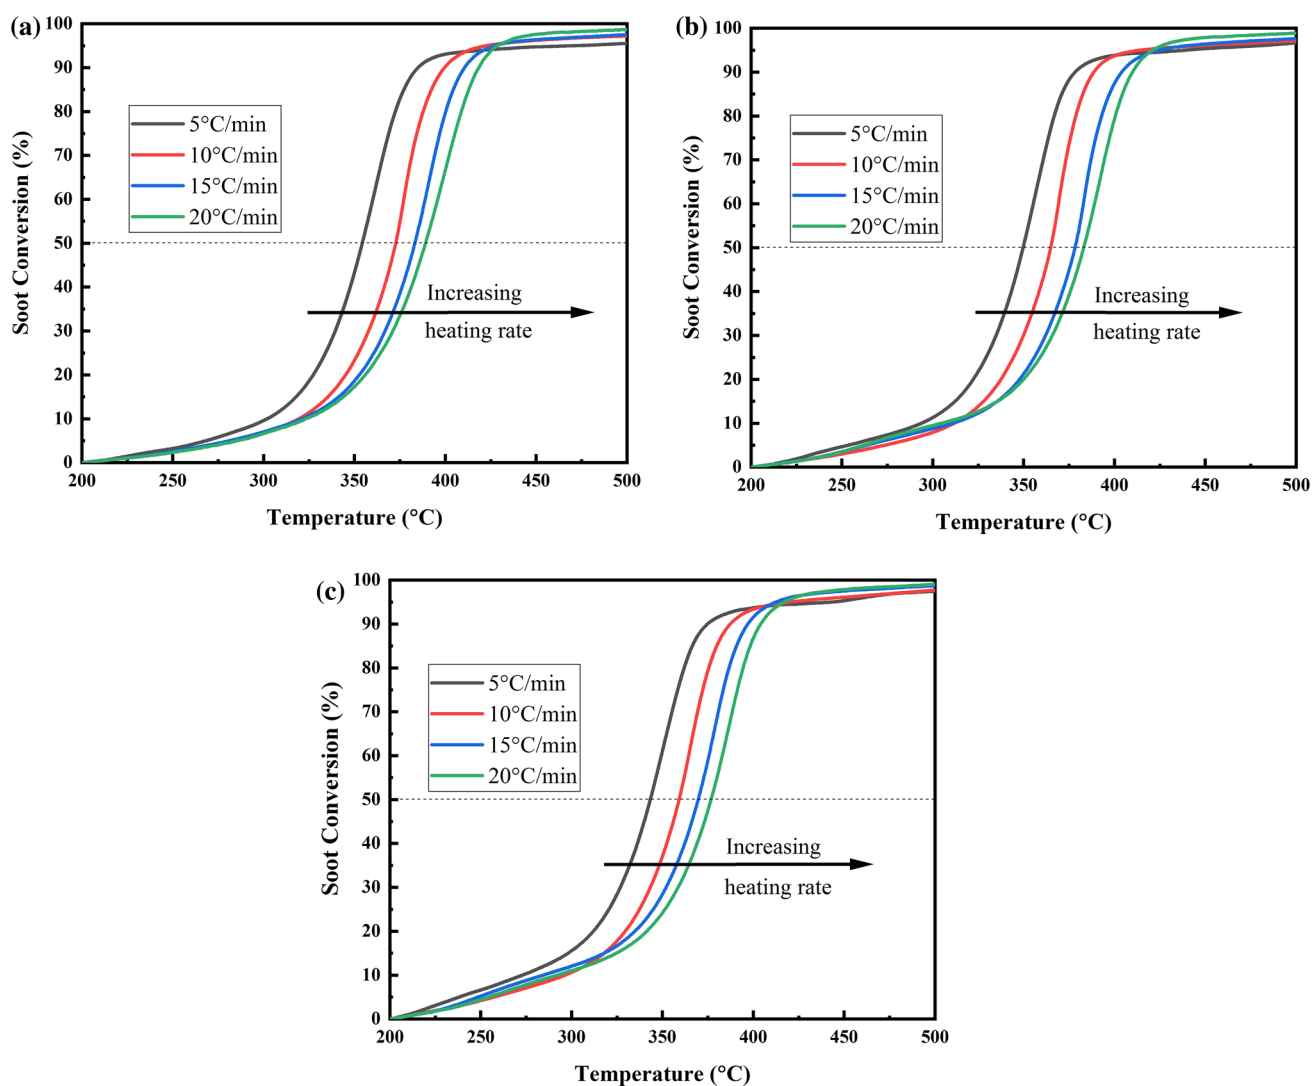 (a)
100
90
80
70
60
50
40
30
20
10
0
Soot Conversion (%)
5°C/min
10°C/min
15°C/min
20°C/min
Increasing
heating rate
200
250
300
350
400
450
500
Temperature (°C)
(b)
100
90
80
70
60
50
40
30
20
10
0
Soot Conversion (%)
5°C/min
10°C/min
15°C/min
20°C/min
Increasing
heating rate
200
250
300
350
400
450
500
Temperature (°C)
(c)
100
90
80
70
60
50
40
30
20
10
0
Soot Conversion (%)
5°C/min
10°C/min
15°C/min
20°C/min
Increasing
heating rate
200
250
300
350
400
450
500
Temperature (°C)